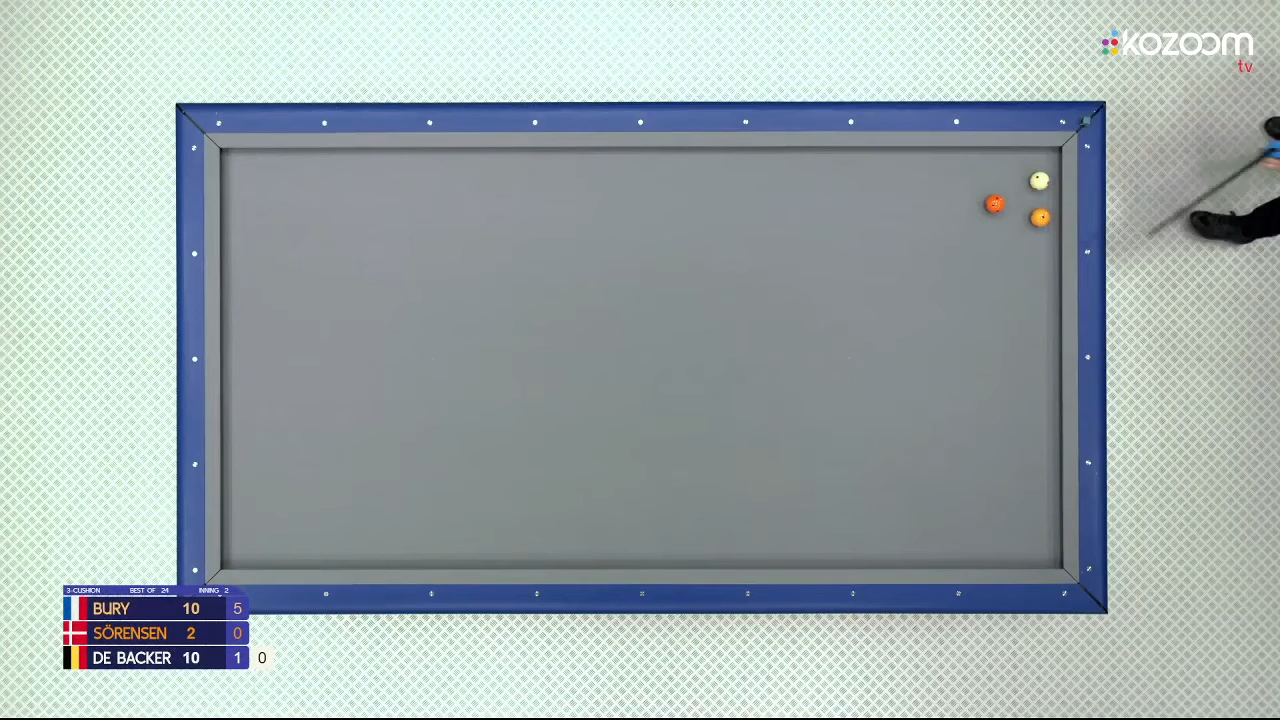 kozoom
tv
3-CUSHION BEST OF 24 INNING 2
BURY 10 5
SÖRENSEN 2 0
DE BACKER 10 1 0